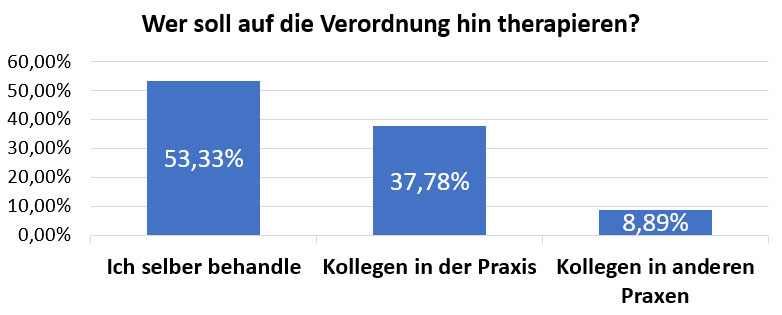 Wer soll auf die Verordnung hin therapieren?
60,00%
50,00%
40,00%
30,00%
20,00%
10,00%
0,00%
53,33%
37,78%
8,89%
Ich selber behandle
Kollegen in der Praxis
Kollegen in anderen
Praxen